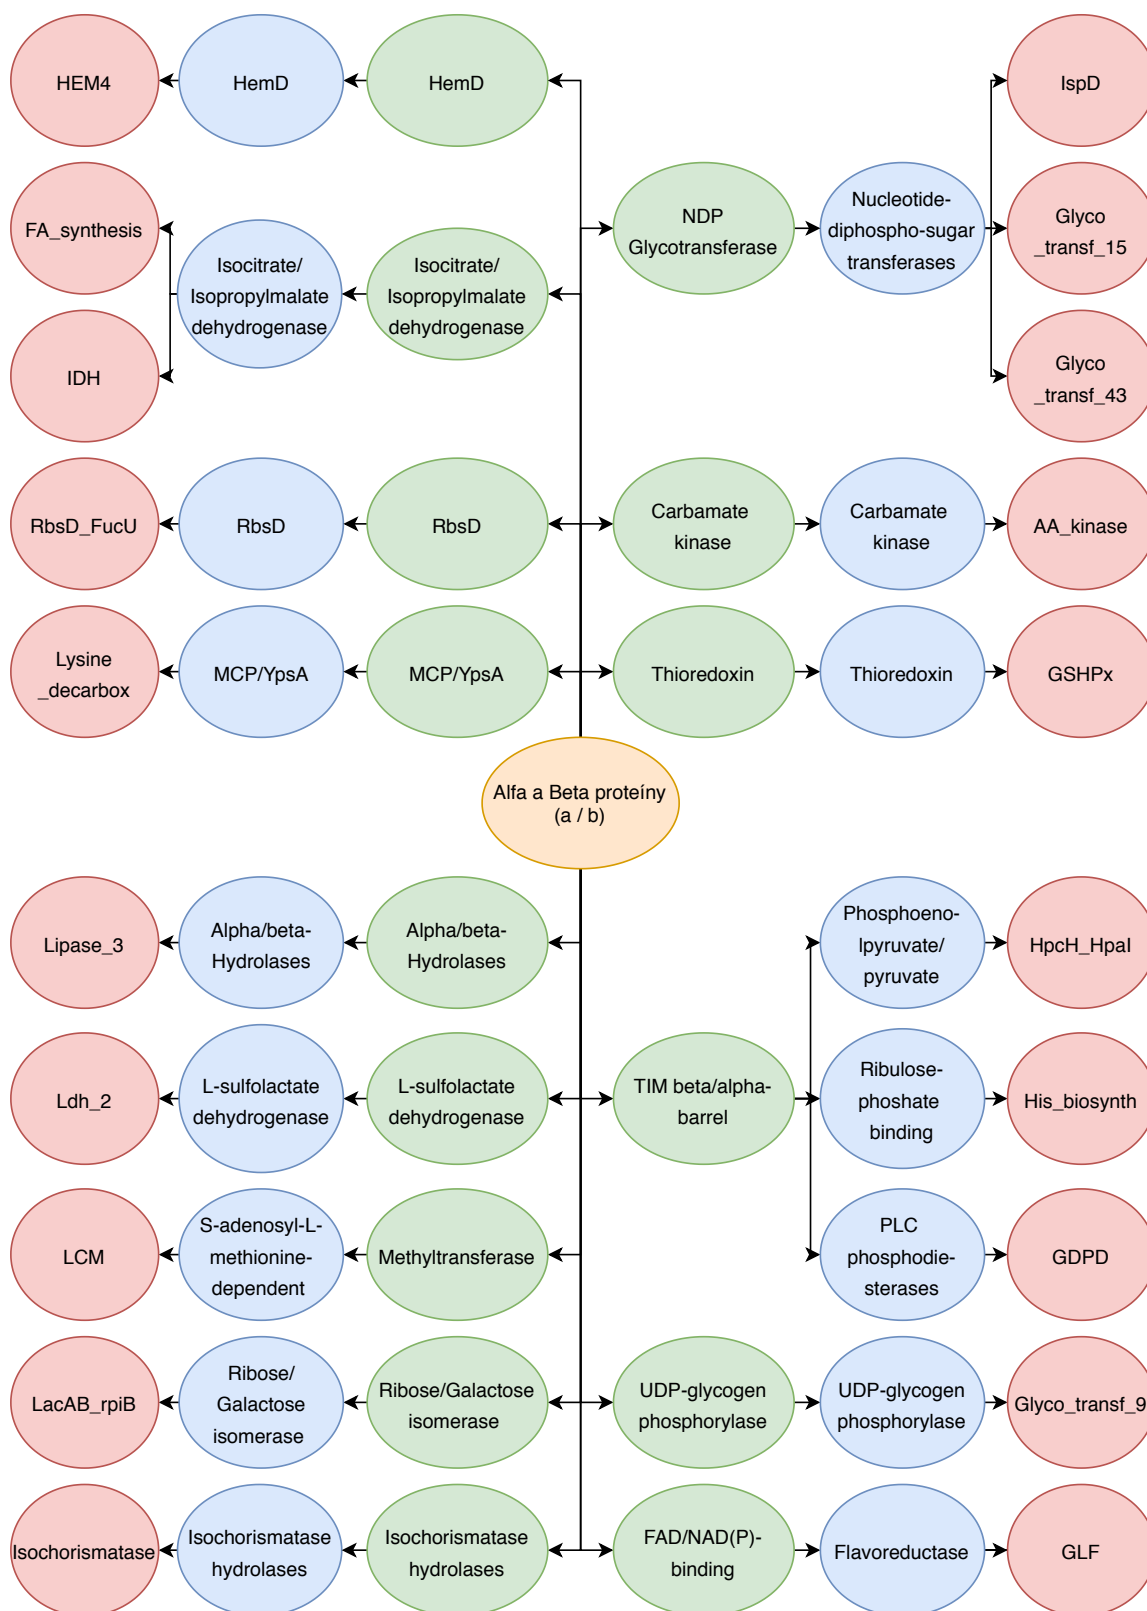 HEM4
HemD
HemD
IspD
FA_synthesis
Isocitrate/
Isopropylmalate
dehydrogenase
Isocitrate/
Isopropylmalate
dehydrogenase
NDP
Glycotransferase
Nucleotide-
diphospho-sugar
transferases
Glyco
_transf_15
IDH
Glyco
_transf_43
RbsD_FucU
RbsD
RbsD
Carbamate
kinase
Carbamate
kinase
AA_kinase
Lysine
_decarbox
MCP/YpsA
MCP/YpsA
Thioredoxin
Thioredoxin
GSHPx
Alfa a Beta proteíny
(a / b)
Lipase_3
Alpha/beta-
Hydrolases
Alpha/beta-
Hydrolases
Phosphoeno-
lpyruvate/
pyruvate
HpcH_HpaI
Ldh_2
L-sulfolactate
dehydrogenase
L-sulfolactate
dehydrogenase
TIM beta/alpha-
barrel
Ribulose-
phoshate
binding
His_biosynth
LCM
S-adenosyl-L-
methionine-
dependent
Methyltransferase
PLC
phosphodie-
sterases
GDPD
LacAB_rpiB
Ribose/
Galactose
isomerase
Ribose/Galactose
isomerase
UDP-glycogen
phosphorylase
UDP-glycogen
phosphorylase
Glyco_transf_9
Isochorismatase
Isochorismatase
hydrolases
Isochorismatase
hydrolases
FAD/NAD(P)-
binding
Flavoreductase
GLF